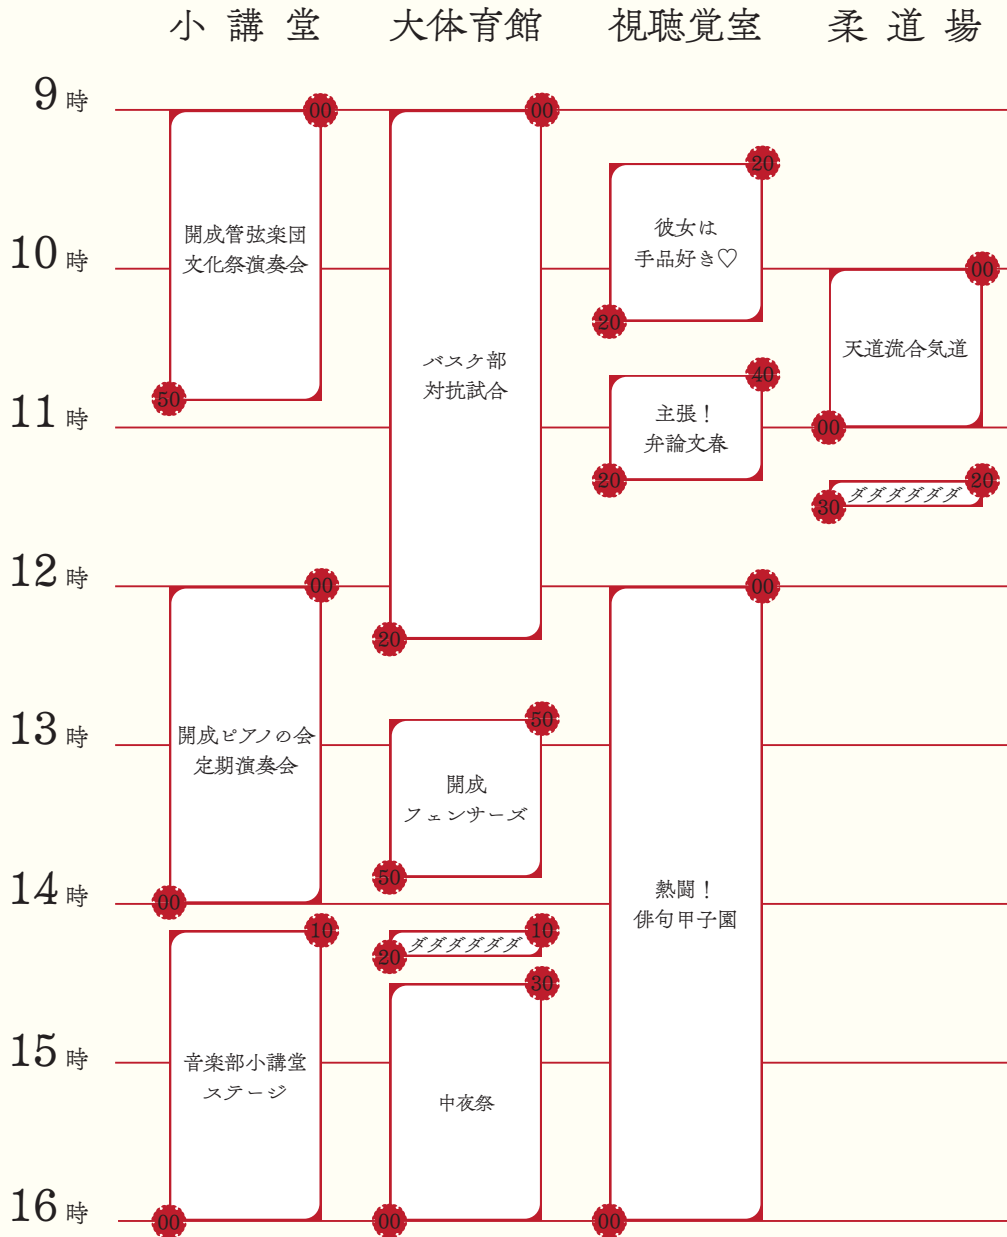 小講堂 大体育館 視聴覚室 柔道場
9時
00 00
20
開成管弦楽団
文化祭演奏会
彼女は
手品好き♡
10時
00
20
バスケ部
対抗試合
天道流合気道
40
50
主張！
弁論文春
11時
00
20
20
ダダダダダダ
30
12時
00 00
20
50
13時
開成ピアノの会
定期演奏会
開成
フェンサーズ
50
14時
00
熱闘！
俳句甲子園
10 10
ダダダダダダ
20
30
15時
音楽部小講堂
ステージ
中夜祭
16時
00 00 00